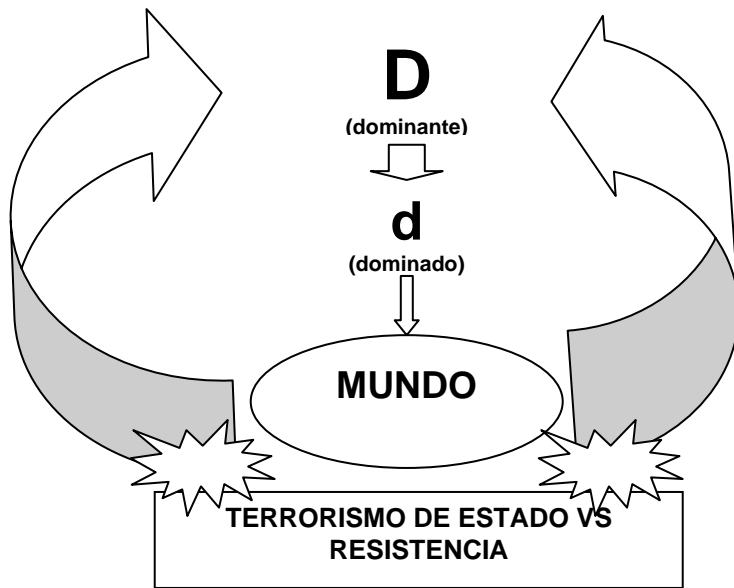 D
(dominante)
d
(dominado)
MUNDO
TERRORISMO DE ESTADO VS
RESISTENCIA